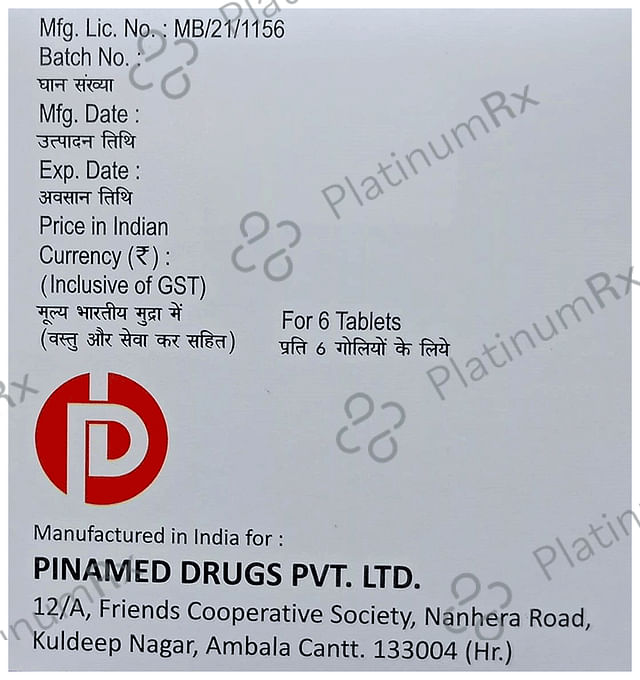 Mfg. Lic. No. : MB/21/1156
Batch No. :
घान संख्या
Mfg. Date :
उत्पादन तिथि
Exp. Date :
अवसान तिथि
Price in Indian
Currency (₹) :
(Inclusive of GST)
मूल्य भारतीय मुद्रा में
(वस्तु और सेवा कर सहित)
For 6 Tablets
प्रति 6 गोलियों के लिये
Manufactured in India for :
PINAMED DRUGS PVT. LTD.
12/A, Friends Cooperative Society, Nanhera Road,
Kuldeep Nagar, Ambala Cantt. 133004 (Hr.)
PlatinumRx
PlatinumRx